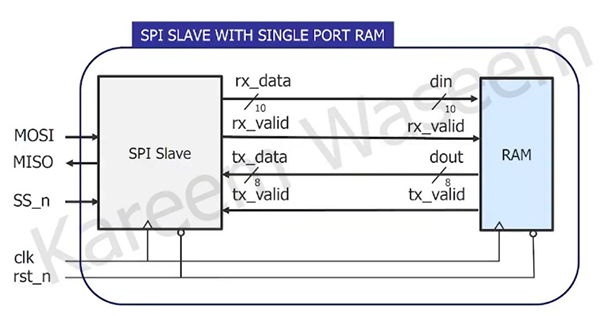 SPI SLAVE WITH SINGLE PORT RAM
rx_data din
10 10
rx_valid rx_valid
MOSI
SPI Slave
RAM
MISO
tx_data dout
8 8
SS_n
tx_valid tx_valid
clk
rst_n
Kareem Waseem